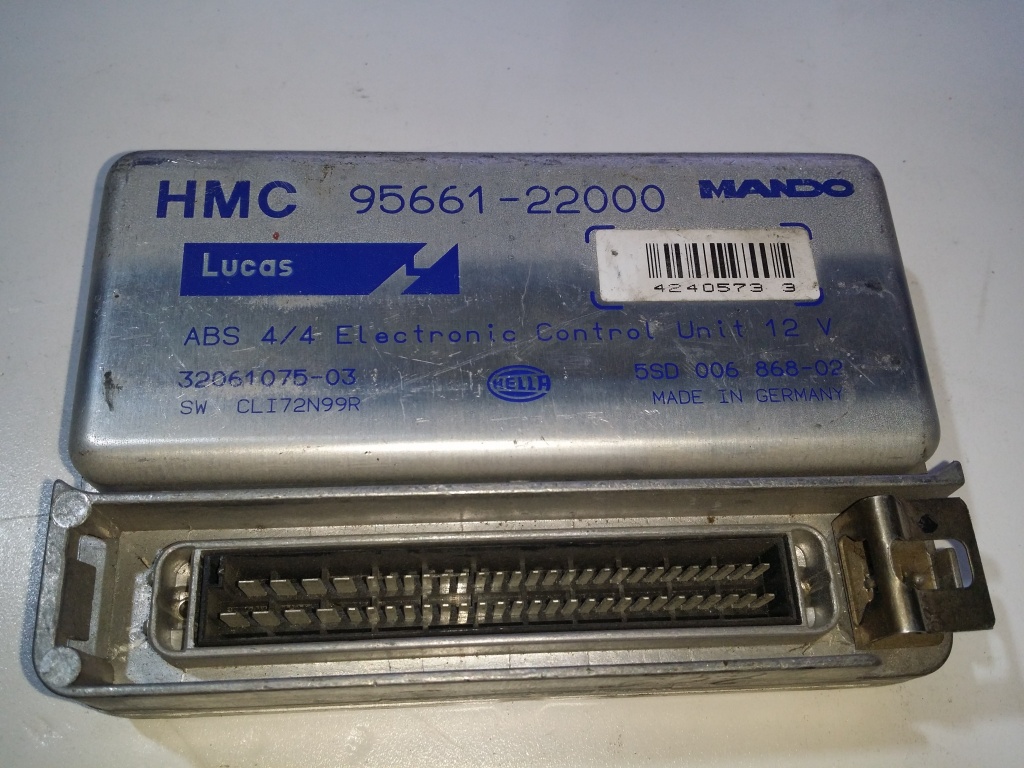 HMC 95661-22000 MANDO
Lucas
4240573 3
ABS 4/4 Electronic Control Unit 12 V
32061075-03 HELLA 5SD 006 868-02
SW CLI72N99R MADE IN GERMANY